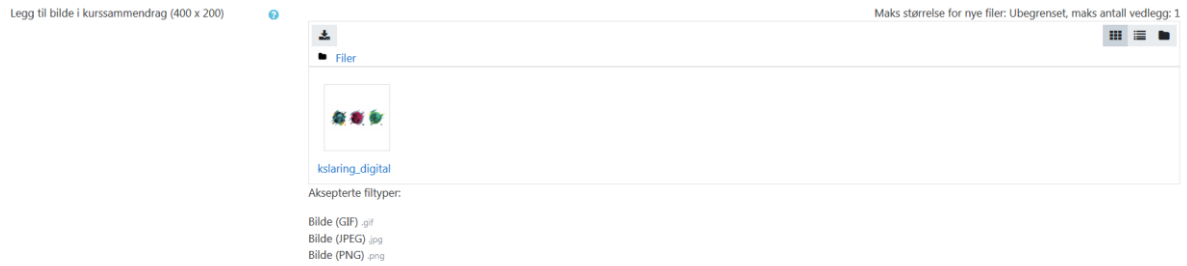 Legg til bilde i kurssammendrag (400 x 200)
Maks størrelse for nye filer: Ubegrenset, maks antall vedlegg: 1
Filer
kslaring_digital
Aksepterte filtyper:
Bilde (GIF) .gif
Bilde (JPEG) .jpg
Bilde (PNG) .png